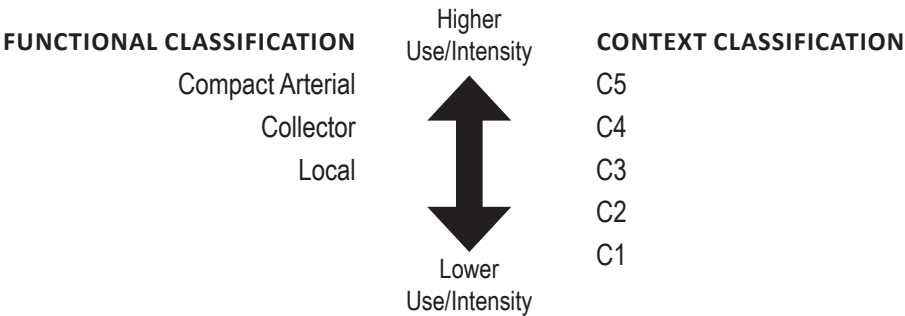 FUNCTIONAL CLASSIFICATION
Compact Arterial
Collector
Local
Higher
Use/Intensity
Lower
Use/Intensity
CONTEXT CLASSIFICATION
C5
C4
C3
C2
C1